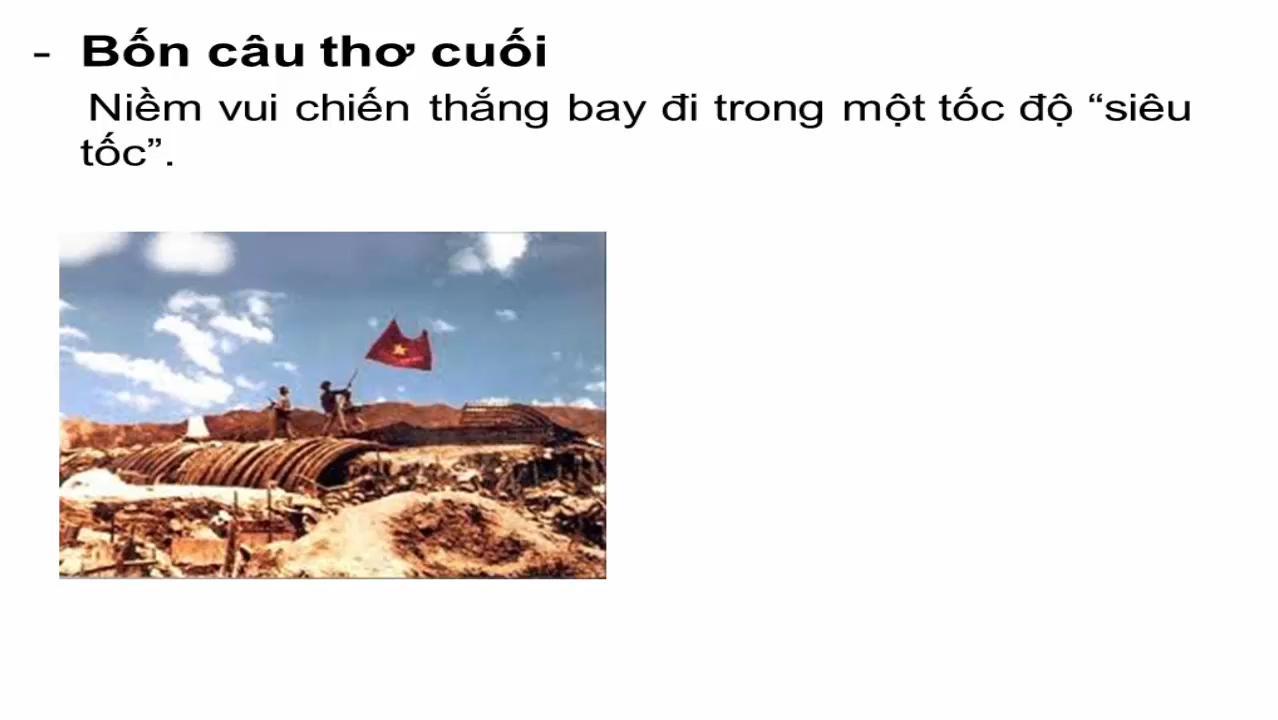 - Bốn câu thơ cuối
Niềm vui chiến thắng bay đi trong một tốc độ “siêu
tốc”.